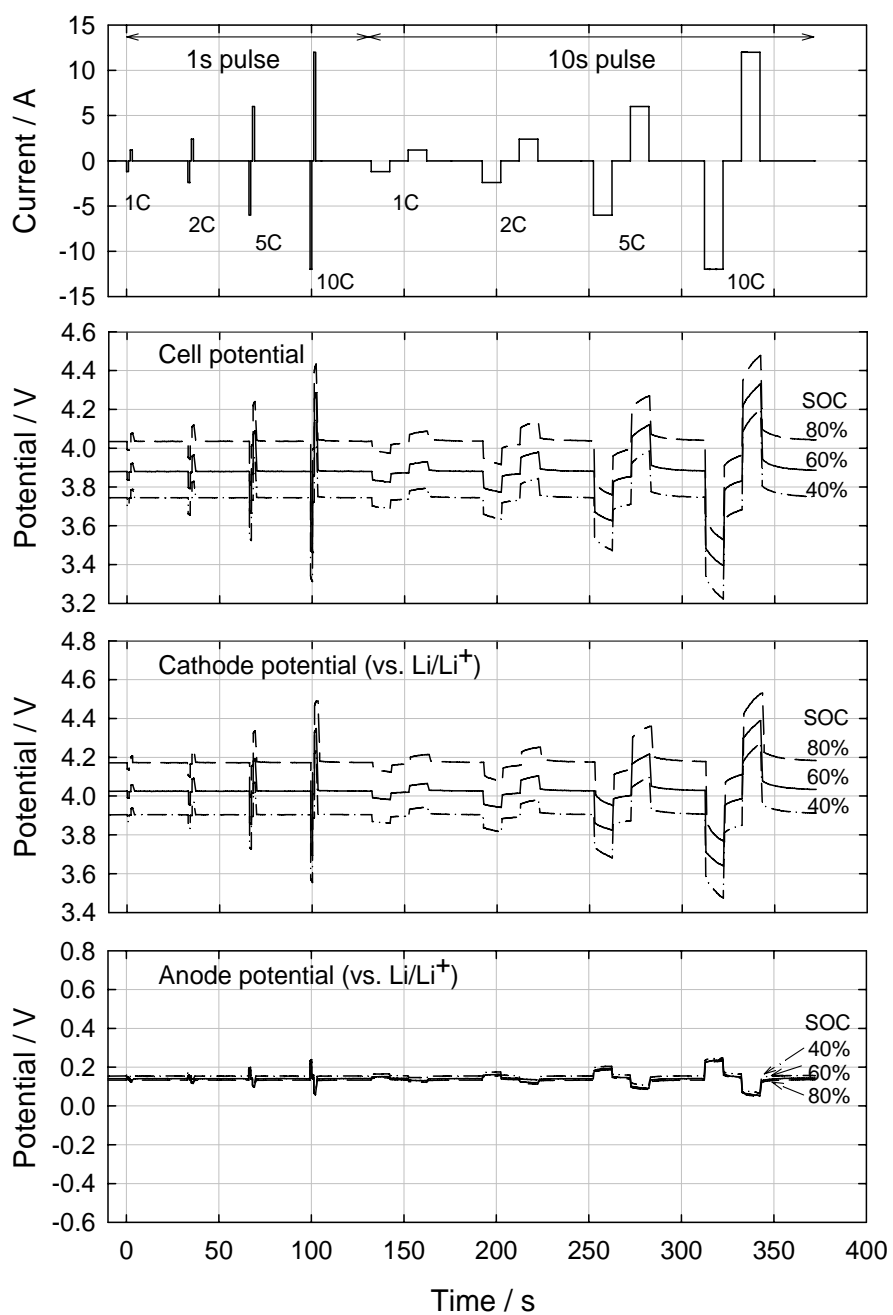 15
10
5
0
-5
-10
-15
Current / A
1s pulse
10s pulse
1C
2C
5C
10C
1C
2C
5C
10C
4.6
4.4
4.2
4.0
3.8
3.6
3.4
3.2
Potential / V
Cell potential
SOC
80%
60%
40%
4.8
4.6
4.4
4.2
4.0
3.8
3.6
3.4
Potential / V
Cathode potential (vs. Li/Li⁺)
SOC
80%
60%
40%
0.8
0.6
0.4
0.2
0.0
-0.2
-0.4
-0.6
Potential / V
Anode potential (vs. Li/Li⁺)
SOC
40%
60%
80%
0 50 100 150 200 250 300 350 400
Time / s